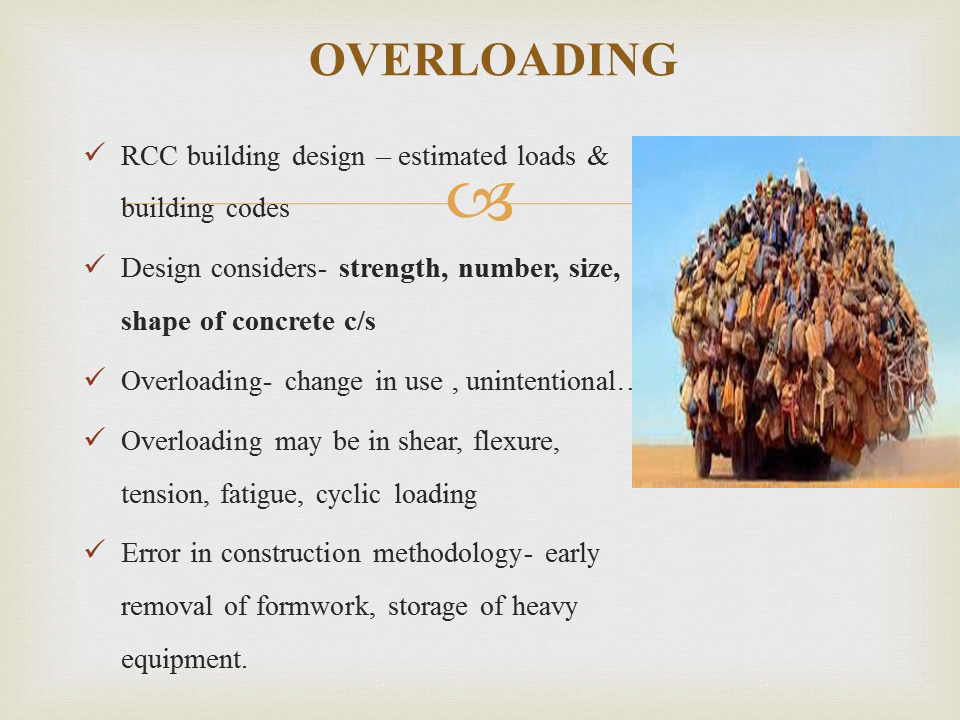 OVERLOADING
RCC building design – estimated loads &
building codes
Design considers- strength, number, size,
shape of concrete c/s
Overloading- change in use , unintentional..
Overloading may be in shear, flexure,
tension, fatigue, cyclic loading
Error in construction methodology- early
removal of formwork, storage of heavy
equipment.